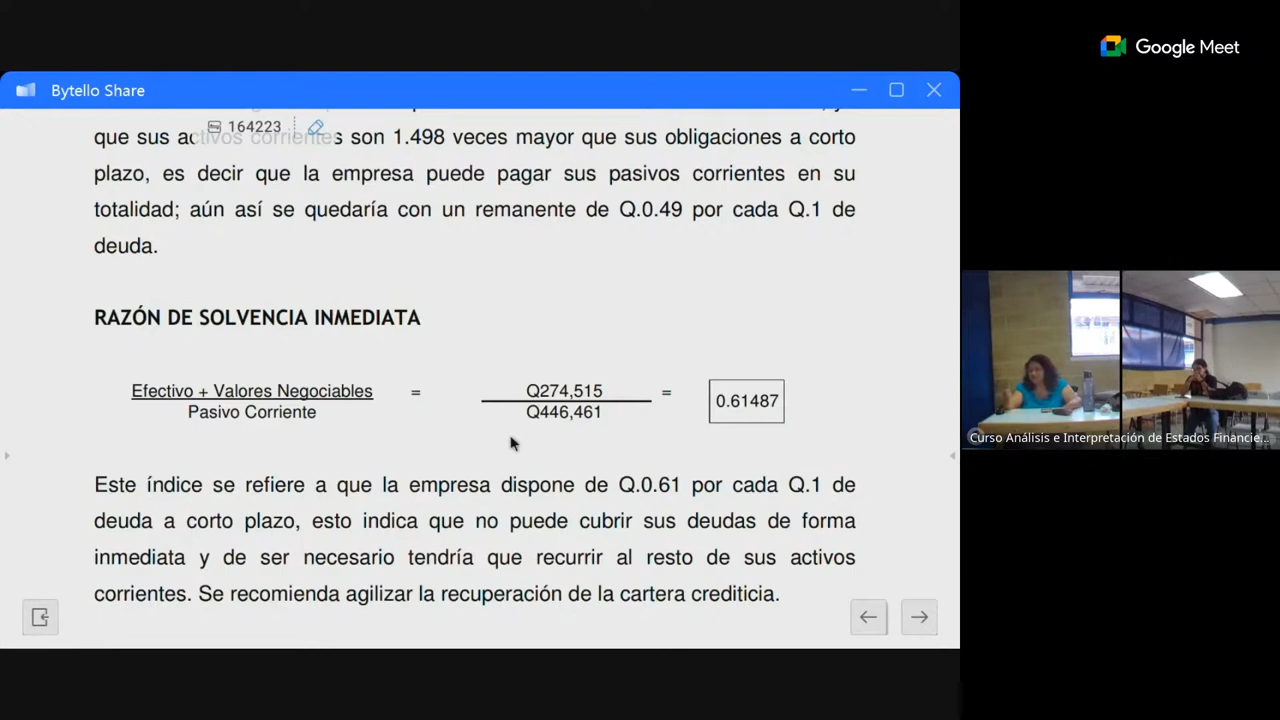 Google Meet
Bytello Share
164223
que sus activos corrientes son 1.498 veces mayor que sus obligaciones a corto
plazo, es decir que la empresa puede pagar sus pasivos corrientes en su
totalidad; aún así se quedaría con un remanente de Q.0.49 por cada Q.1 de
deuda.
RAZÓN DE SOLVENCIA INMEDIATA
Efectivo + Valores Negociables = Q274,515 = 0.61487
Pasivo Corriente Q446,461
Este índice se refiere a que la empresa dispone de Q.0.61 por cada Q.1 de
deuda a corto plazo, esto indica que no puede cubrir sus deudas de forma
inmediata y de ser necesario tendría que recurrir al resto de sus activos
corrientes. Se recomienda agilizar la recuperación de la cartera crediticia.
Curso Análisis e Interpretación de Estados Financie...